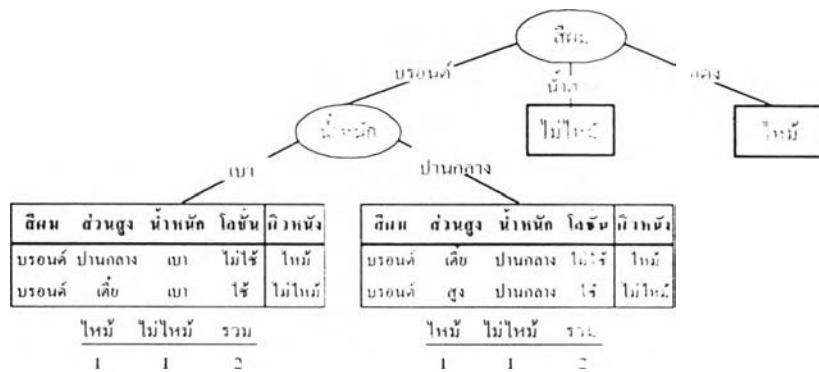 สีผม
บรอนด์
น้ำหนัก
ไม่ไหม้
ไหม้
เบา
ปานกลาง
สีผม ส่วนสูง น้ำหนัก โลชั่น ผิวหนัง
บรอนด์ ปานกลาง เบา ไม่ใช้ ไหม้
บรอนด์ เตี้ย เบา ใช้ ไม่ไหม้
ไหม้ ไม่ไหม้ รวม
1 1 2
สีผม ส่วนสูง น้ำหนัก โลชั่น ผิวหนัง
บรอนด์ เตี้ย ปานกลาง ไม่ใช้ ไหม้
บรอนด์ สูง ปานกลาง ใช้ ไม่ไหม้
ไหม้ ไม่ไหม้ รวม
1 1 2